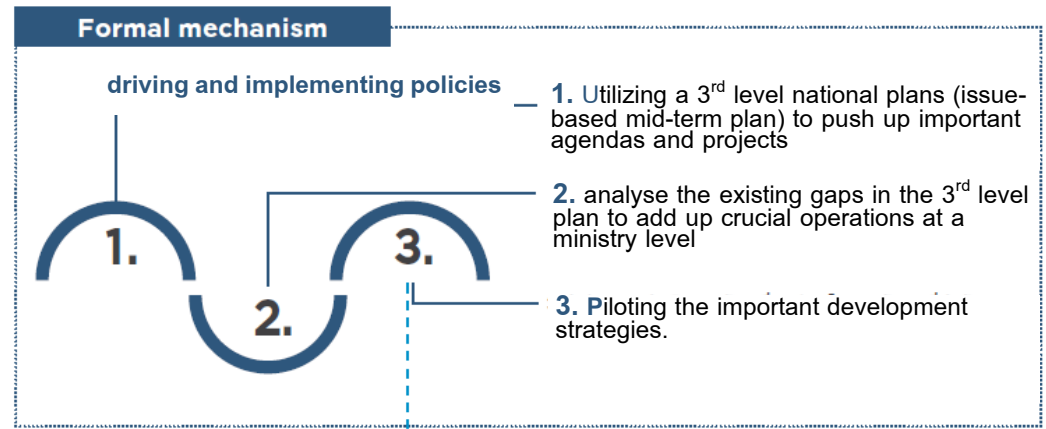 Formal mechanism
driving and implementing policies
1. Utilizing a 3rd level national plans (issue-
based mid-term plan) to push up important
agendas and projects
2. analyse the existing gaps in the 3rd level
plan to add up crucial operations at a
ministry level
3. Piloting the important development
strategies.
1.
2.
3.